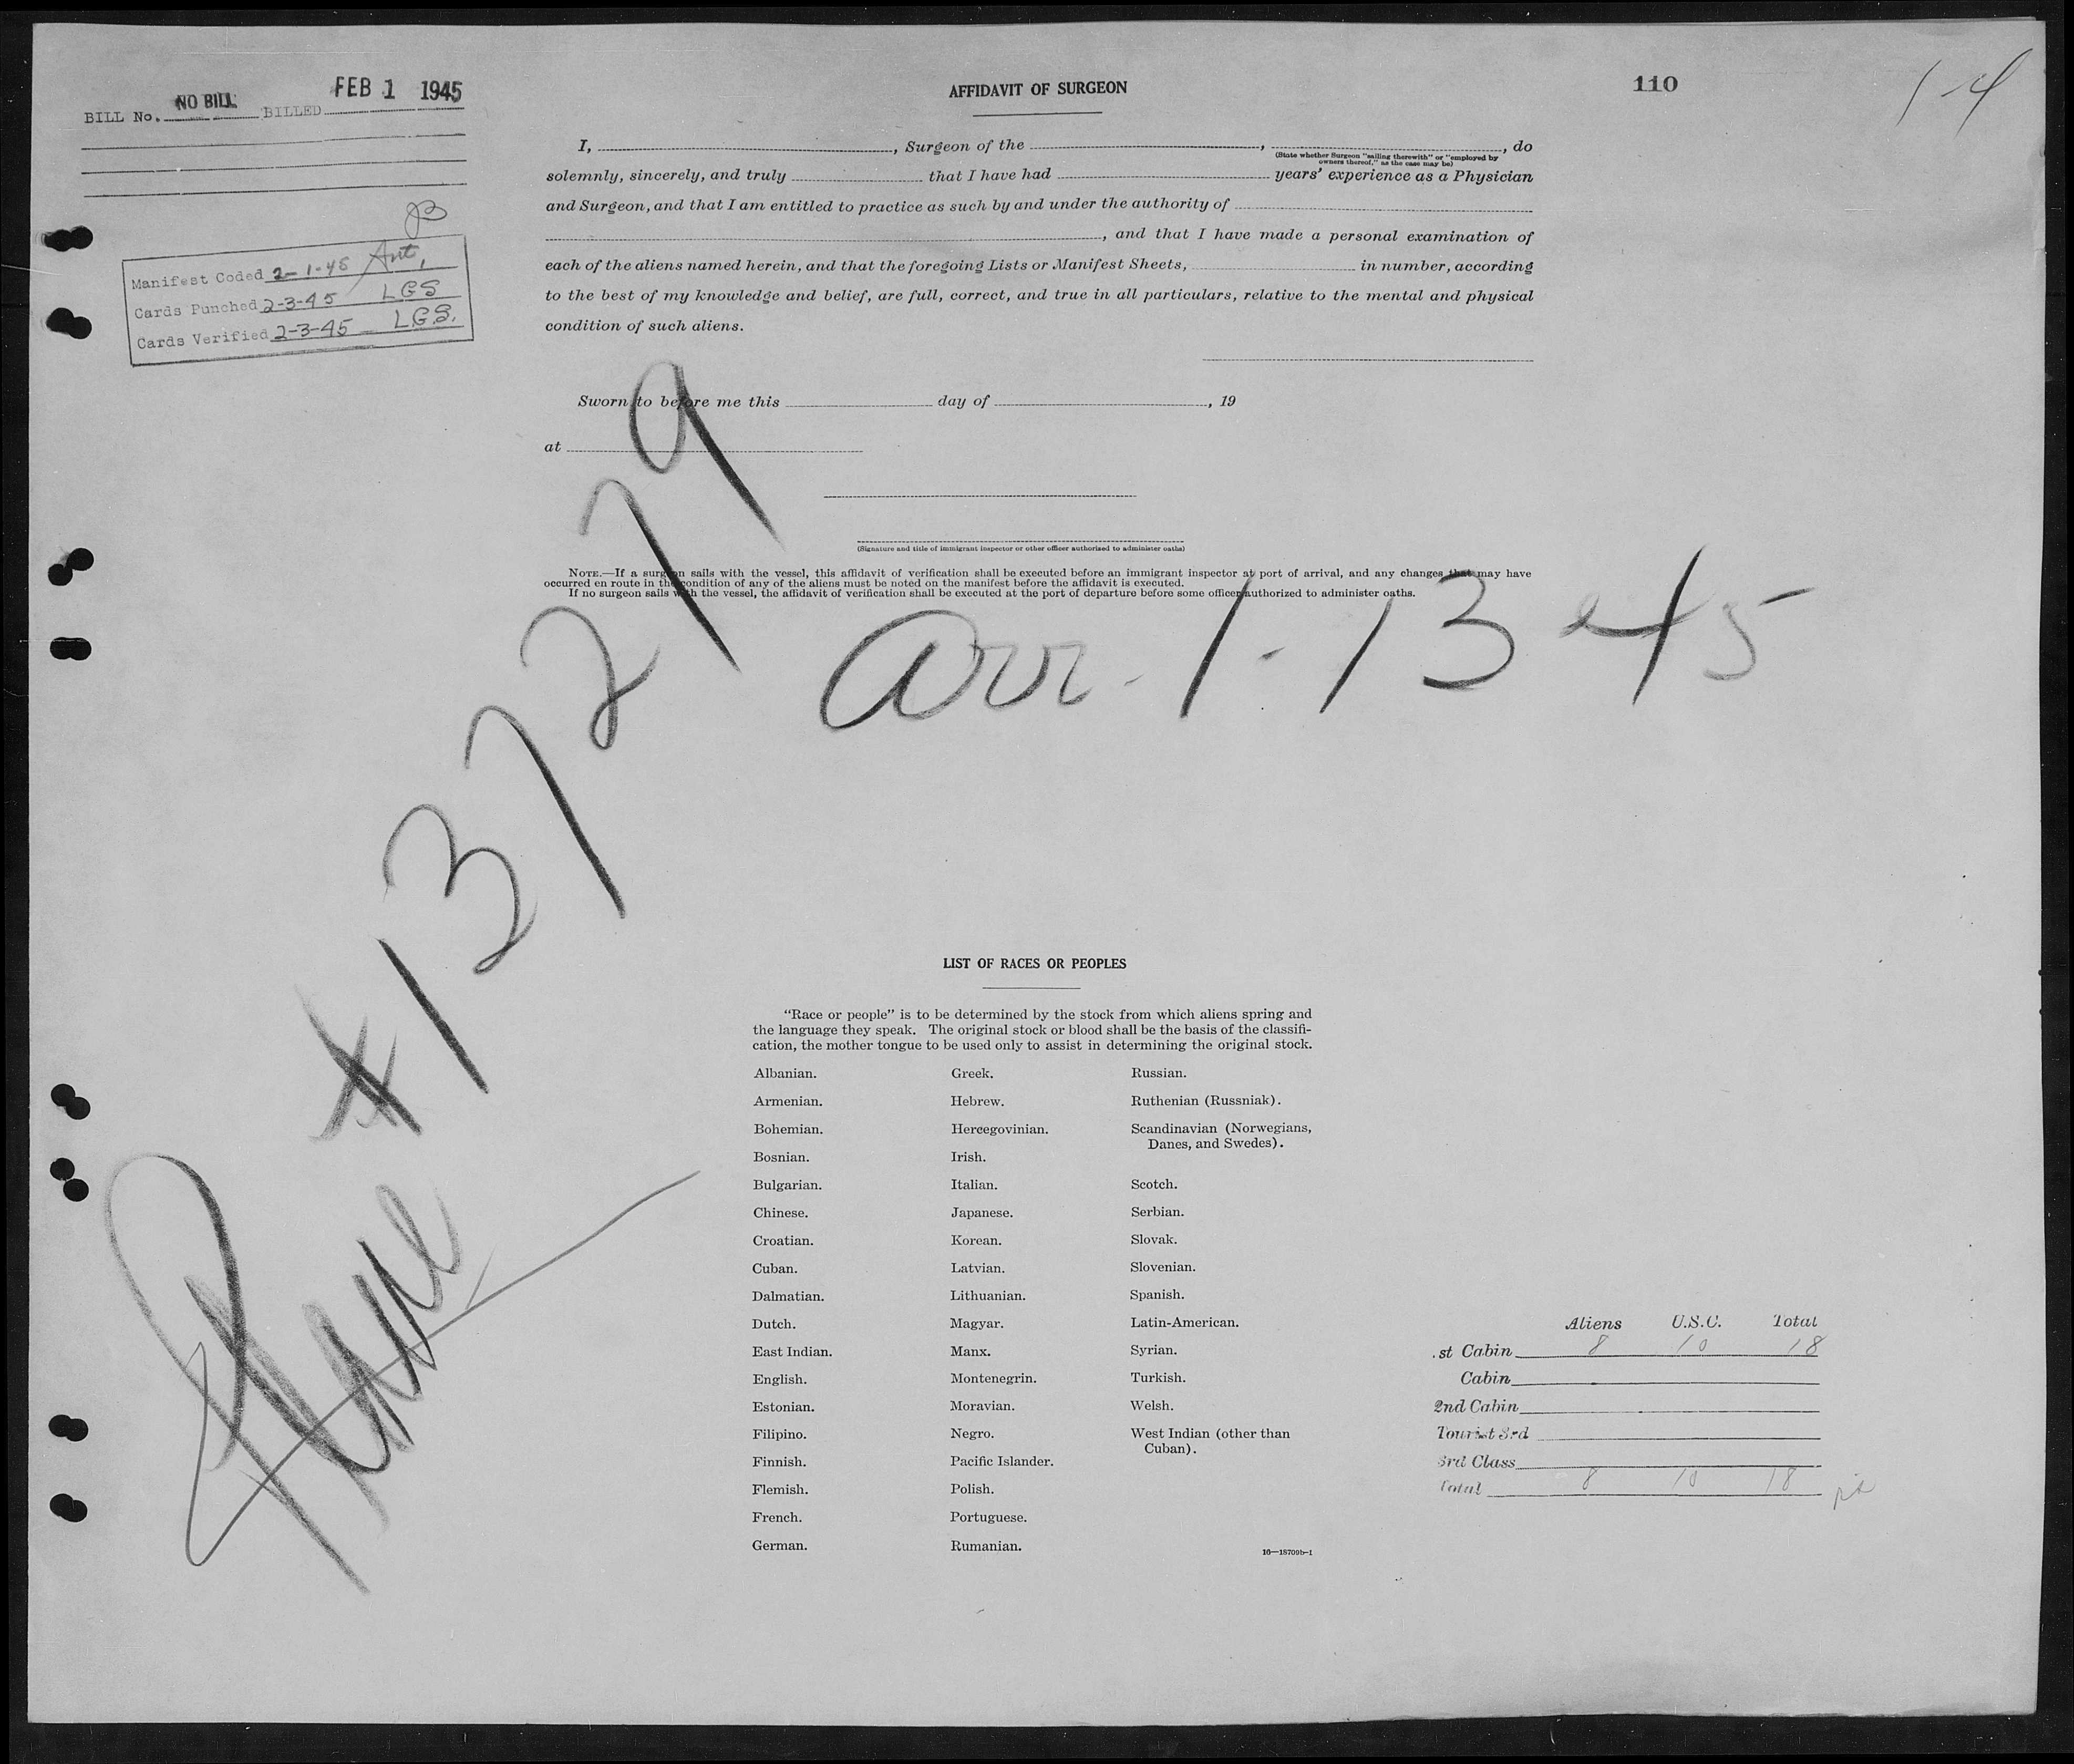 BILL No. NO BILL BILLED FEB 1 1945
AFFIDAVIT OF SURGEON
110
1-4
I, , Surgeon of the , , do
(State whether Surgeon "sailing therewith" or "employed by
owners thereof," as the case may be)
solemnly, sincerely, and truly that I have had years' experience as a Physician
and Surgeon, and that I am entitled to practice as such by and under the authority of
, and that I have made a personal examination of
each of the aliens named herein, and that the foregoing Lists or Manifest Sheets, in number, according
to the best of my knowledge and belief, are full, correct, and true in all particulars, relative to the mental and physical
condition of such aliens.
Manifest Coded 2-1-45
Cards Punched 2-3-45 LGS
Cards Verified 2-3-45 L.G.S.
Sworn to before me this day of , 19
at
(Signature and title of immigrant inspector or other officer authorized to administer oaths)
NOTE.—If a surgeon sails with the vessel, this affidavit of verification shall be executed before an immigrant inspector at port of arrival, and any changes that may have
occurred en route in the condition of any of the aliens must be noted on the manifest before the affidavit is executed.
If no surgeon sails with the vessel, the affidavit of verification shall be executed at the port of departure before some officer authorized to administer oaths.
arr. 1-13-45
Plane #137279
LIST OF RACES OR PEOPLES
"Race or people" is to be determined by the stock from which aliens spring and
the language they speak. The original stock or blood shall be the basis of the classifi-
cation, the mother tongue to be used only to assist in determining the original stock.
Albanian.
Armenian.
Bohemian.
Bosnian.
Bulgarian.
Chinese.
Croatian.
Cuban.
Dalmatian.
Dutch.
East Indian.
English.
Estonian.
Filipino.
Finnish.
Flemish.
French.
German.
Greek.
Hebrew.
Hercegovinian.
Irish.
Italian.
Japanese.
Korean.
Latvian.
Lithuanian.
Magyar.
Manx.
Montenegrin.
Moravian.
Negro.
Pacific Islander.
Polish.
Portuguese.
Rumanian.
Russian.
Ruthenian (Russniak).
Scandinavian (Norwegians,
Danes, and Swedes).
Scotch.
Serbian.
Slovak.
Slovenian.
Spanish.
Latin-American.
Syrian.
Turkish.
Welsh.
West Indian (other than
Cuban).
16—18709b-1
Aliens U.S.C. Total
.st Cabin 8 10 18
Cabin
2nd Cabin
Tourist 3rd
3rd Class
Total 8 10 18